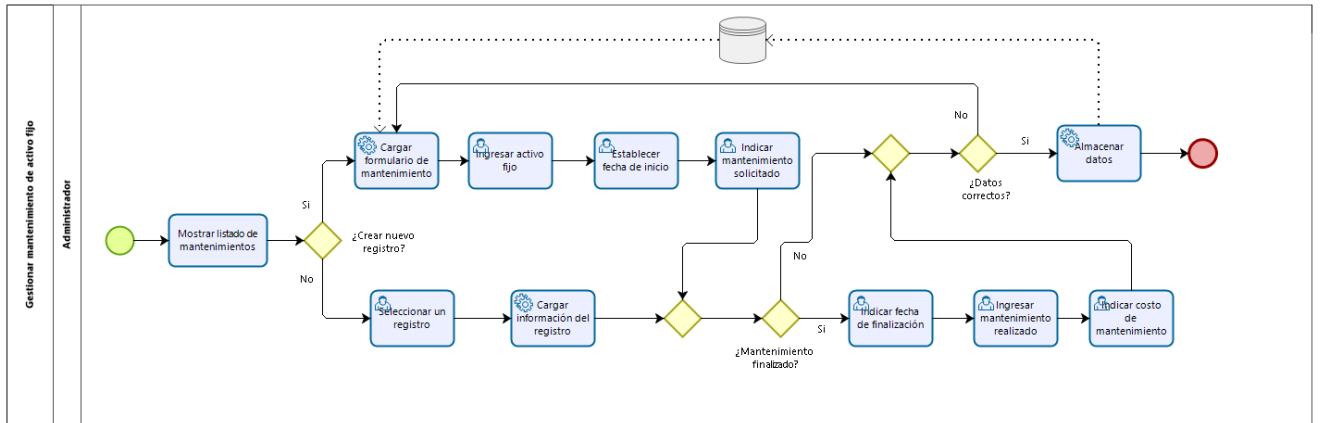 Gestionar mantenimiento de activo fijo
Administrador
Mostrar listado de
mantenimientos
¿Crear nuevo
registro?
Si
Cargar
formulario de
mantenimiento
Ingresar activo
fijo
Establecer
fecha de inicio
Indicar
mantenimiento
solicitado
No
Seleccionar un
registro
Cargar
información del
registro
¿Mantenimiento
finalizado?
No
Si
Indicar fecha
de finalización
Ingresar
mantenimiento
realizado
Indicar costo
de
mantenimiento
¿Datos
correctos?
No
Si
Almacenar
datos